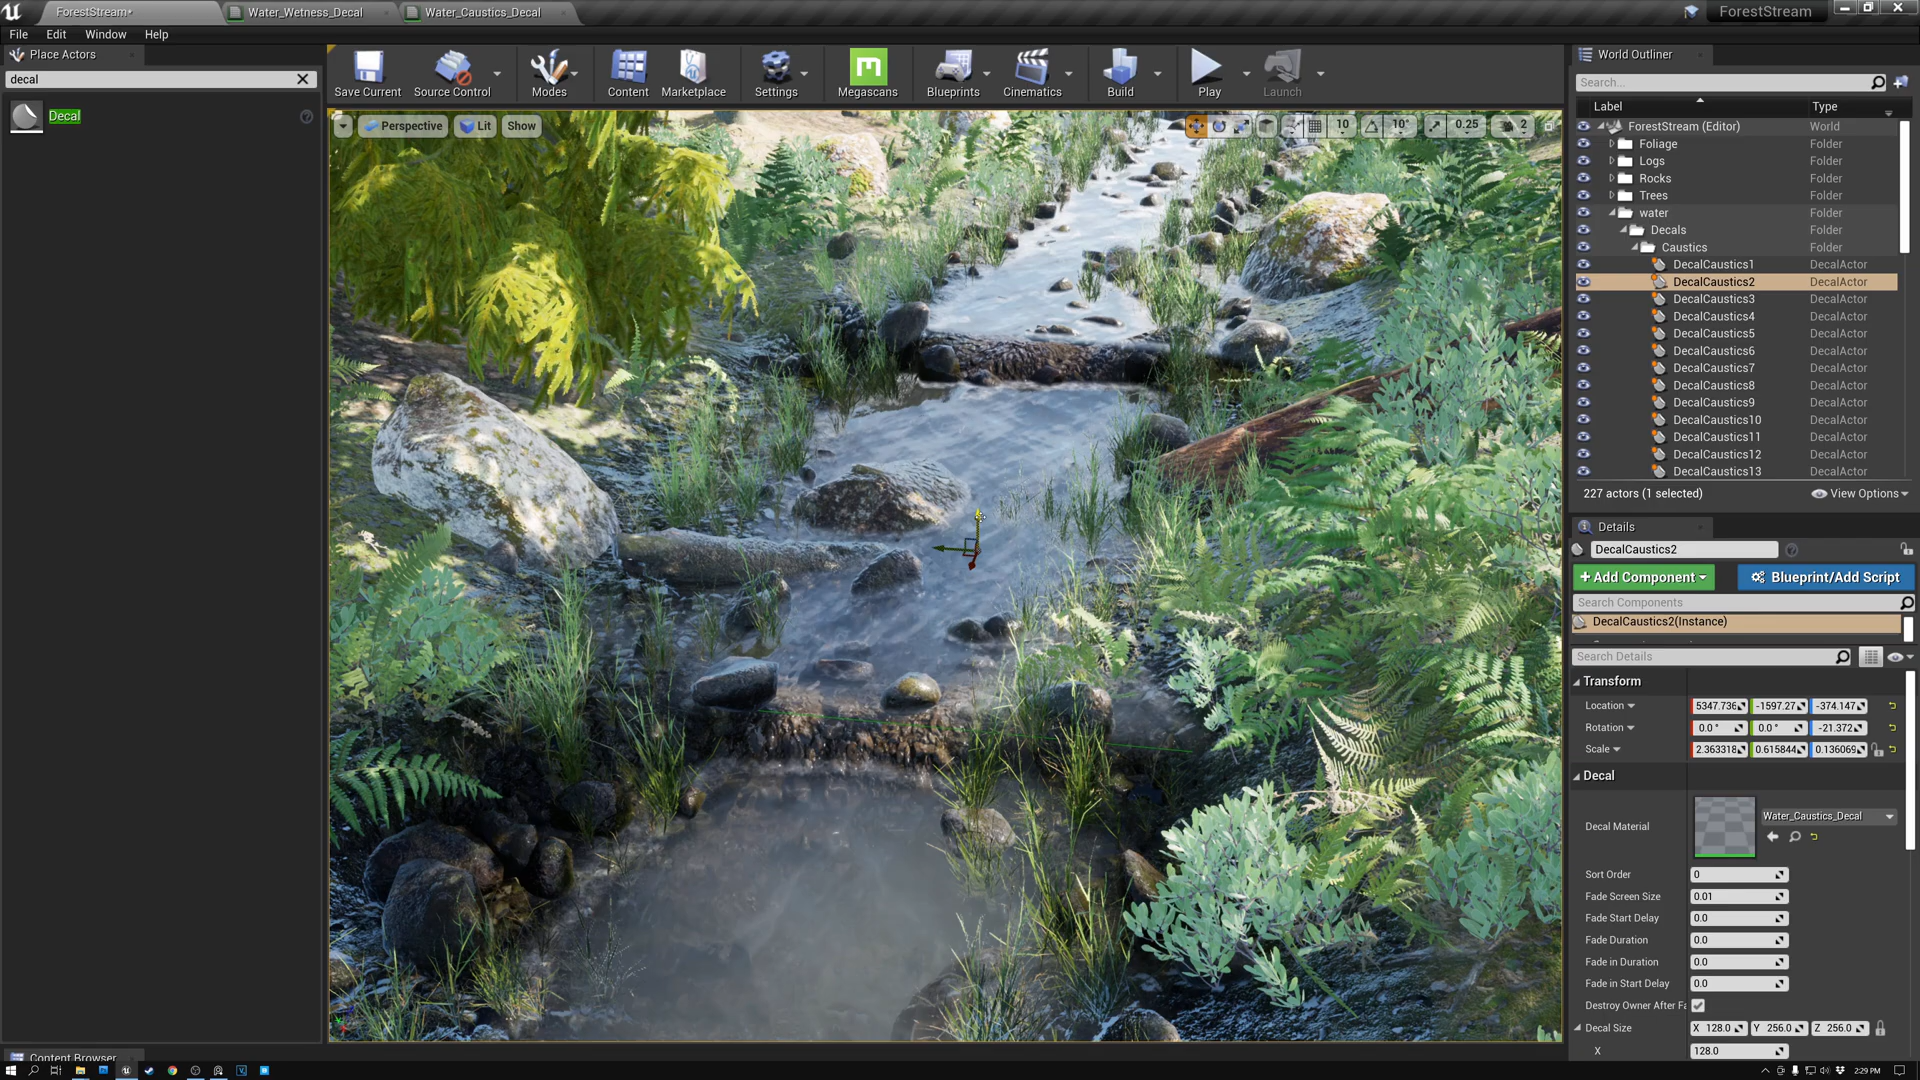 ForestStream•
Water_Wetness_Decal
Water_Caustics_Decal
ForestStream
File Edit Window Help
Place Actors
decal
Decal
Save Current
Source Control
Modes
Content
Marketplace
Settings
Megascans
Blueprints
Cinematics
Build
Play
Launch
Perspective
Lit
Show
10
10°
0.25
2
World Outliner
Search...
Label Type
ForestStream (Editor) World
Foliage Folder
Logs Folder
Rocks Folder
Trees Folder
water Folder
Decals Folder
Caustics Folder
DecalCaustics1 DecalActor
DecalCaustics2 DecalActor
DecalCaustics3 DecalActor
DecalCaustics4 DecalActor
DecalCaustics5 DecalActor
DecalCaustics6 DecalActor
DecalCaustics7 DecalActor
DecalCaustics8 DecalActor
DecalCaustics9 DecalActor
DecalCaustics10 DecalActor
DecalCaustics11 DecalActor
DecalCaustics12 DecalActor
DecalCaustics13 DecalActor
227 actors (1 selected) View Options
Details
DecalCaustics2
+ Add Component Blueprint/Add Script
Search Components
DecalCaustics2(Instance)
Search Details
Transform
Location 5347.736 -1597.27 -374.147
Rotation 0.0 ° 0.0 ° -21.372
Scale 2.363318 0.615844 0.136069
Decal
Decal Material Water_Caustics_Decal
Sort Order 0
Fade Screen Size 0.01
Fade Start Delay 0.0
Fade Duration 0.0
Fade in Duration 0.0
Fade in Start Delay 0.0
Destroy Owner After Fa
Decal Size X 128.0 Y 256.0 Z 256.0
X 128.0
Content Browser
2:29 PM